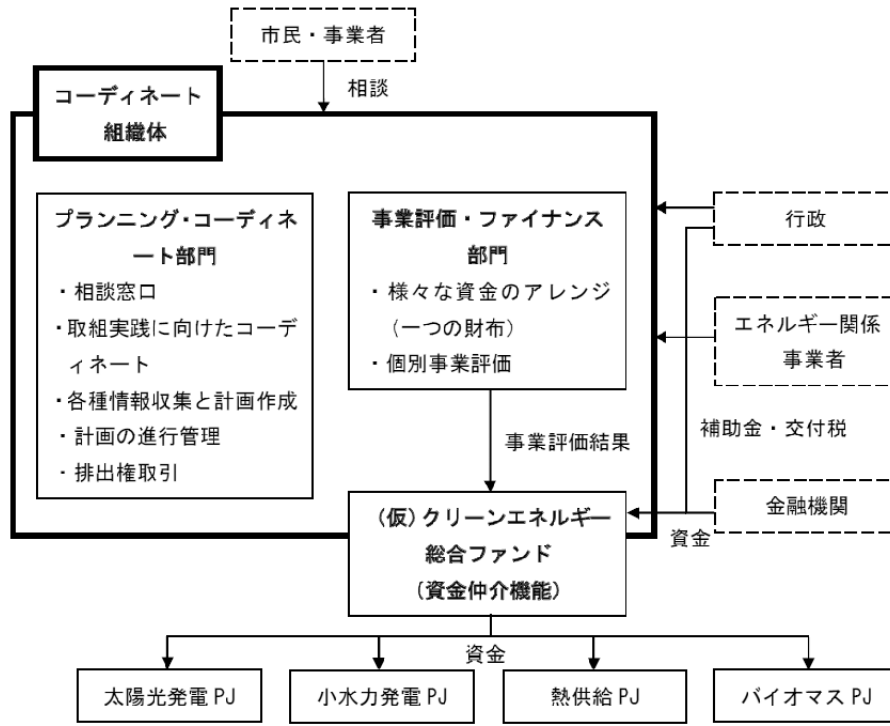 市民・事業者
相談
コーディネート
組織体
プランニング・コーディネ
ート部門
・相談窓口
・取組実践に向けたコーデ
ィネート
・各種情報収集と計画作成
・計画の進行管理
・排出権取引
事業評価・ファイナンス
部門
・様々な資金のアレンジ
（一つの財布）
・個別事業評価
行政
エネルギー関係
事業者
補助金・交付税
事業評価結果
金融機関
資金
(仮)クリーンエネルギー
総合ファンド
(資金仲介機能)
資金
太陽光発電 PJ
小水力発電 PJ
熱供給 PJ
バイオマス PJ